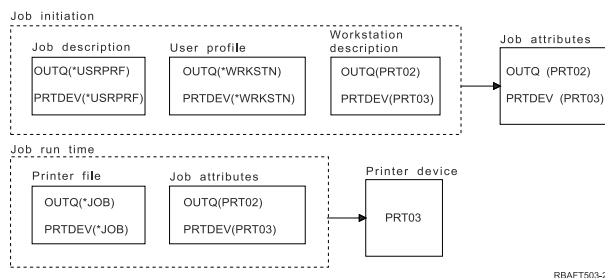 Job initiation
Job description
OUTQ(*USRPRF)
PRTDEV(*USRPRF)
User profile
OUTQ(*WRKSTN)
PRTDEV(*WRKSTN)
Workstation
description
OUTQ(PRT02)
PRTDEV(PRT03)
Job attributes
OUTQ (PRT02)
PRTDEV (PRT03)
Job run time
Printer file
OUTQ(*JOB)
PRTDEV(*JOB)
Job attributes
OUTQ(PRT02)
PRTDEV(PRT03)
Printer device
PRT03
RBAFT503-2